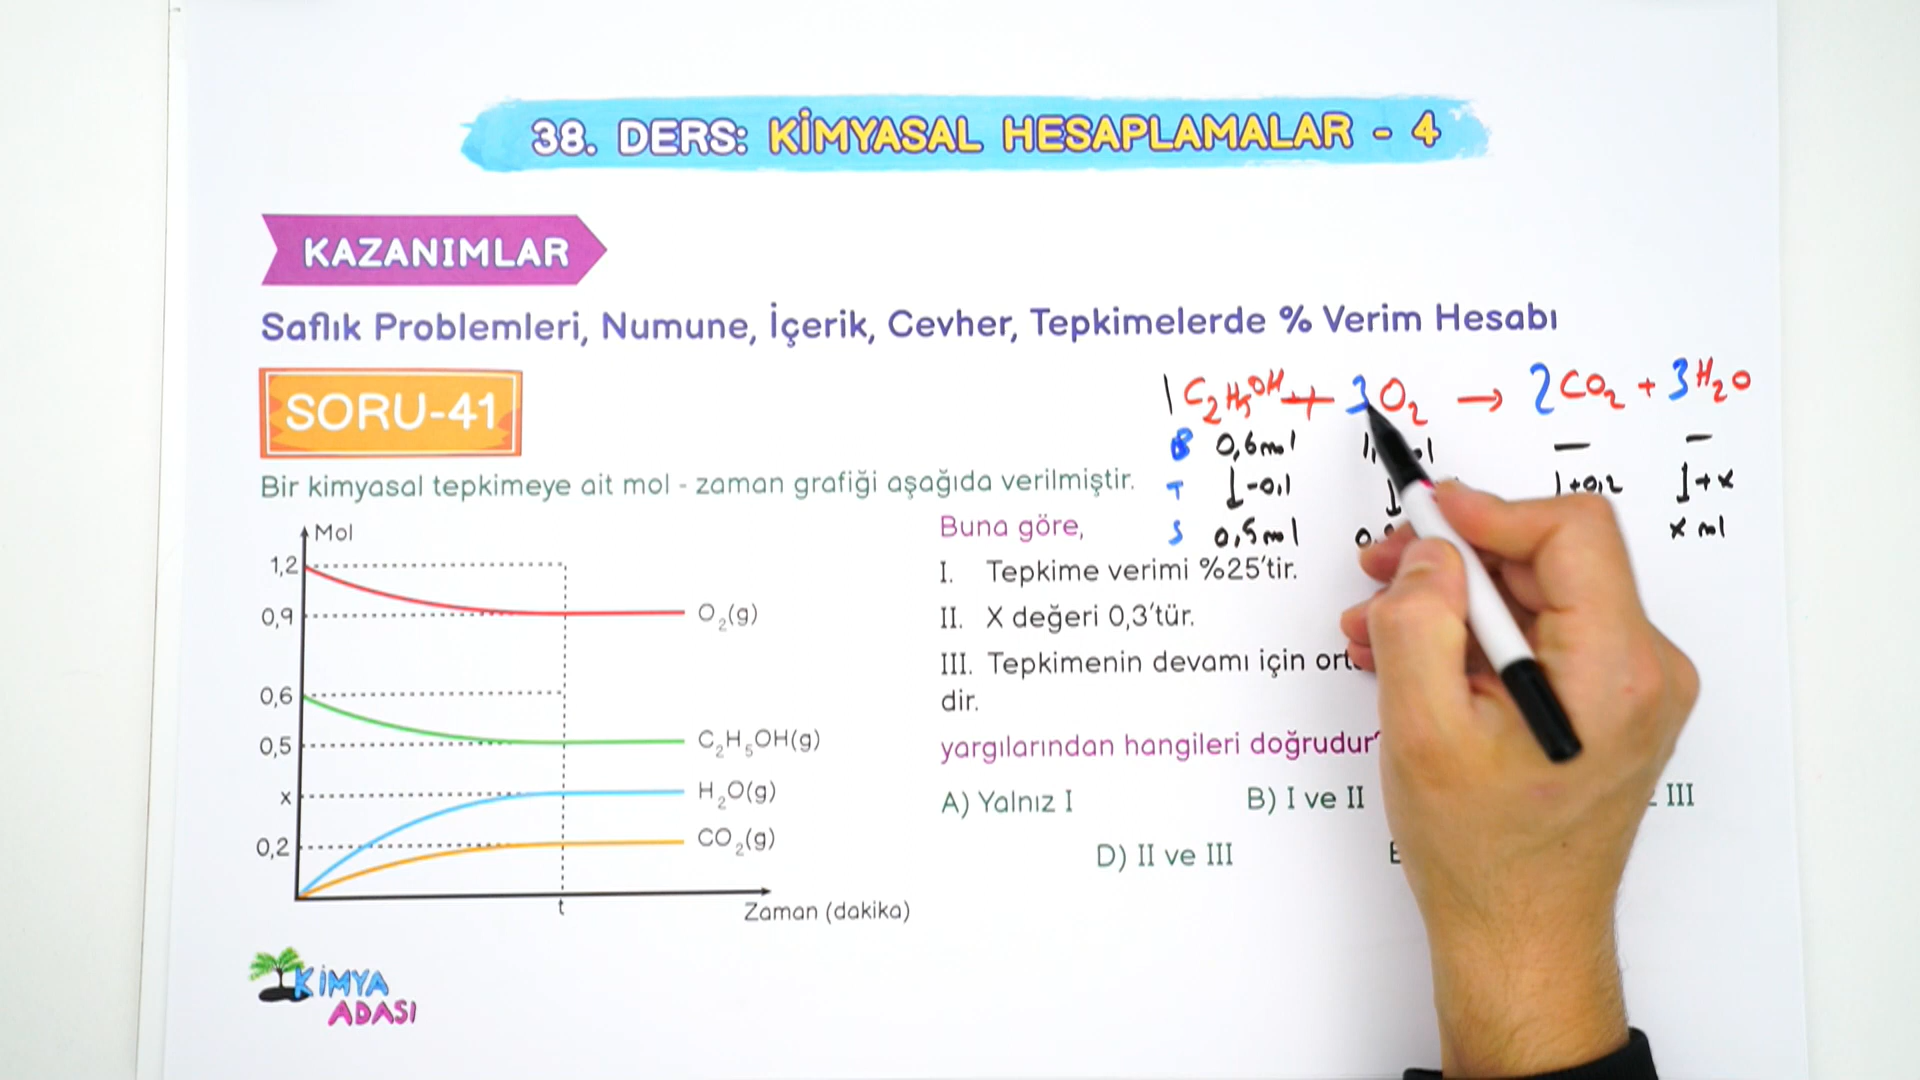 38. DERS: KİMYASAL HESAPLAMALAR - 4
KAZANIMLAR
Saflık Problemleri, Numune, İçerik, Cevher, Tepkimelerde % Verim Hesabı
SORU-41
1 C₂H₅OH + 3O₂ → 2CO₂ + 3H₂O
B 0,6 mol — —
T -0,1 +0,2 +x
S 0,5 mol x mol
Bir kimyasal tepkimeye ait mol - zaman grafiği aşağıda verilmiştir.
Mol
1,2
0,9
0,6
0,5
x
0,2
O₂(g)
C₂H₅OH(g)
H₂O(g)
CO₂(g)
t
Zaman (dakika)
Buna göre,
I. Tepkime verimi %25'tir.
II. X değeri 0,3'tür.
III. Tepkimenin devamı için
dir.
yargılarından hangileri doğrudur
A) Yalnız I B) I ve II III
D) II ve III
KİMYA
ADASI